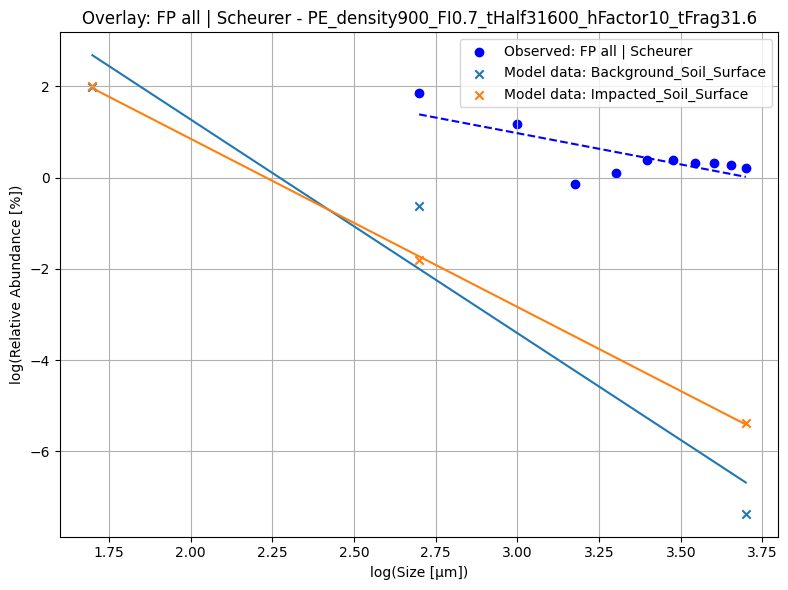 Overlay: FP all | Scheurer - PE_density900_FI0.7_tHalf31600_hFactor10_tFrag31.6
Observed: FP all | Scheurer
Model data: Background_Soil_Surface
Model data: Impacted_Soil_Surface
log(Relative Abundance [%])
2
0
−2
−4
−6
1.75 2.00 2.25 2.50 2.75 3.00 3.25 3.50 3.75
log(Size [μm])